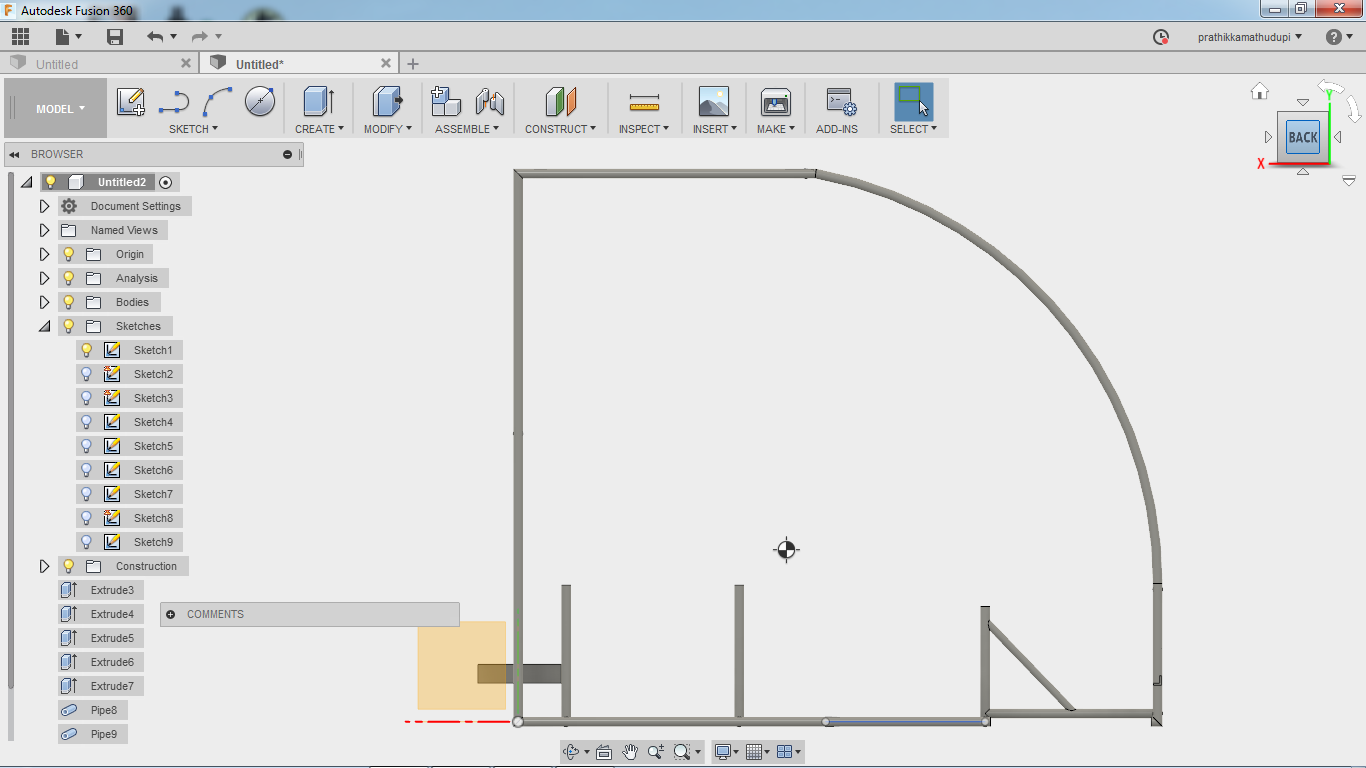 Autodesk Fusion 360
prathikkamathudupi
Untitled
Untitled*
MODEL
SKETCH
CREATE
MODIFY
ASSEMBLE
CONSTRUCT
INSPECT
INSERT
MAKE
ADD-INS
SELECT
BROWSER
Y
BACK
X
Untitled2
Document Settings
Named Views
Origin
Analysis
Bodies
Sketches
Sketch1
Sketch2
Sketch3
Sketch4
Sketch5
Sketch6
Sketch7
Sketch8
Sketch9
Construction
Extrude3
Extrude4
COMMENTS
Extrude5
Extrude6
Extrude7
Pipe8
Pipe9